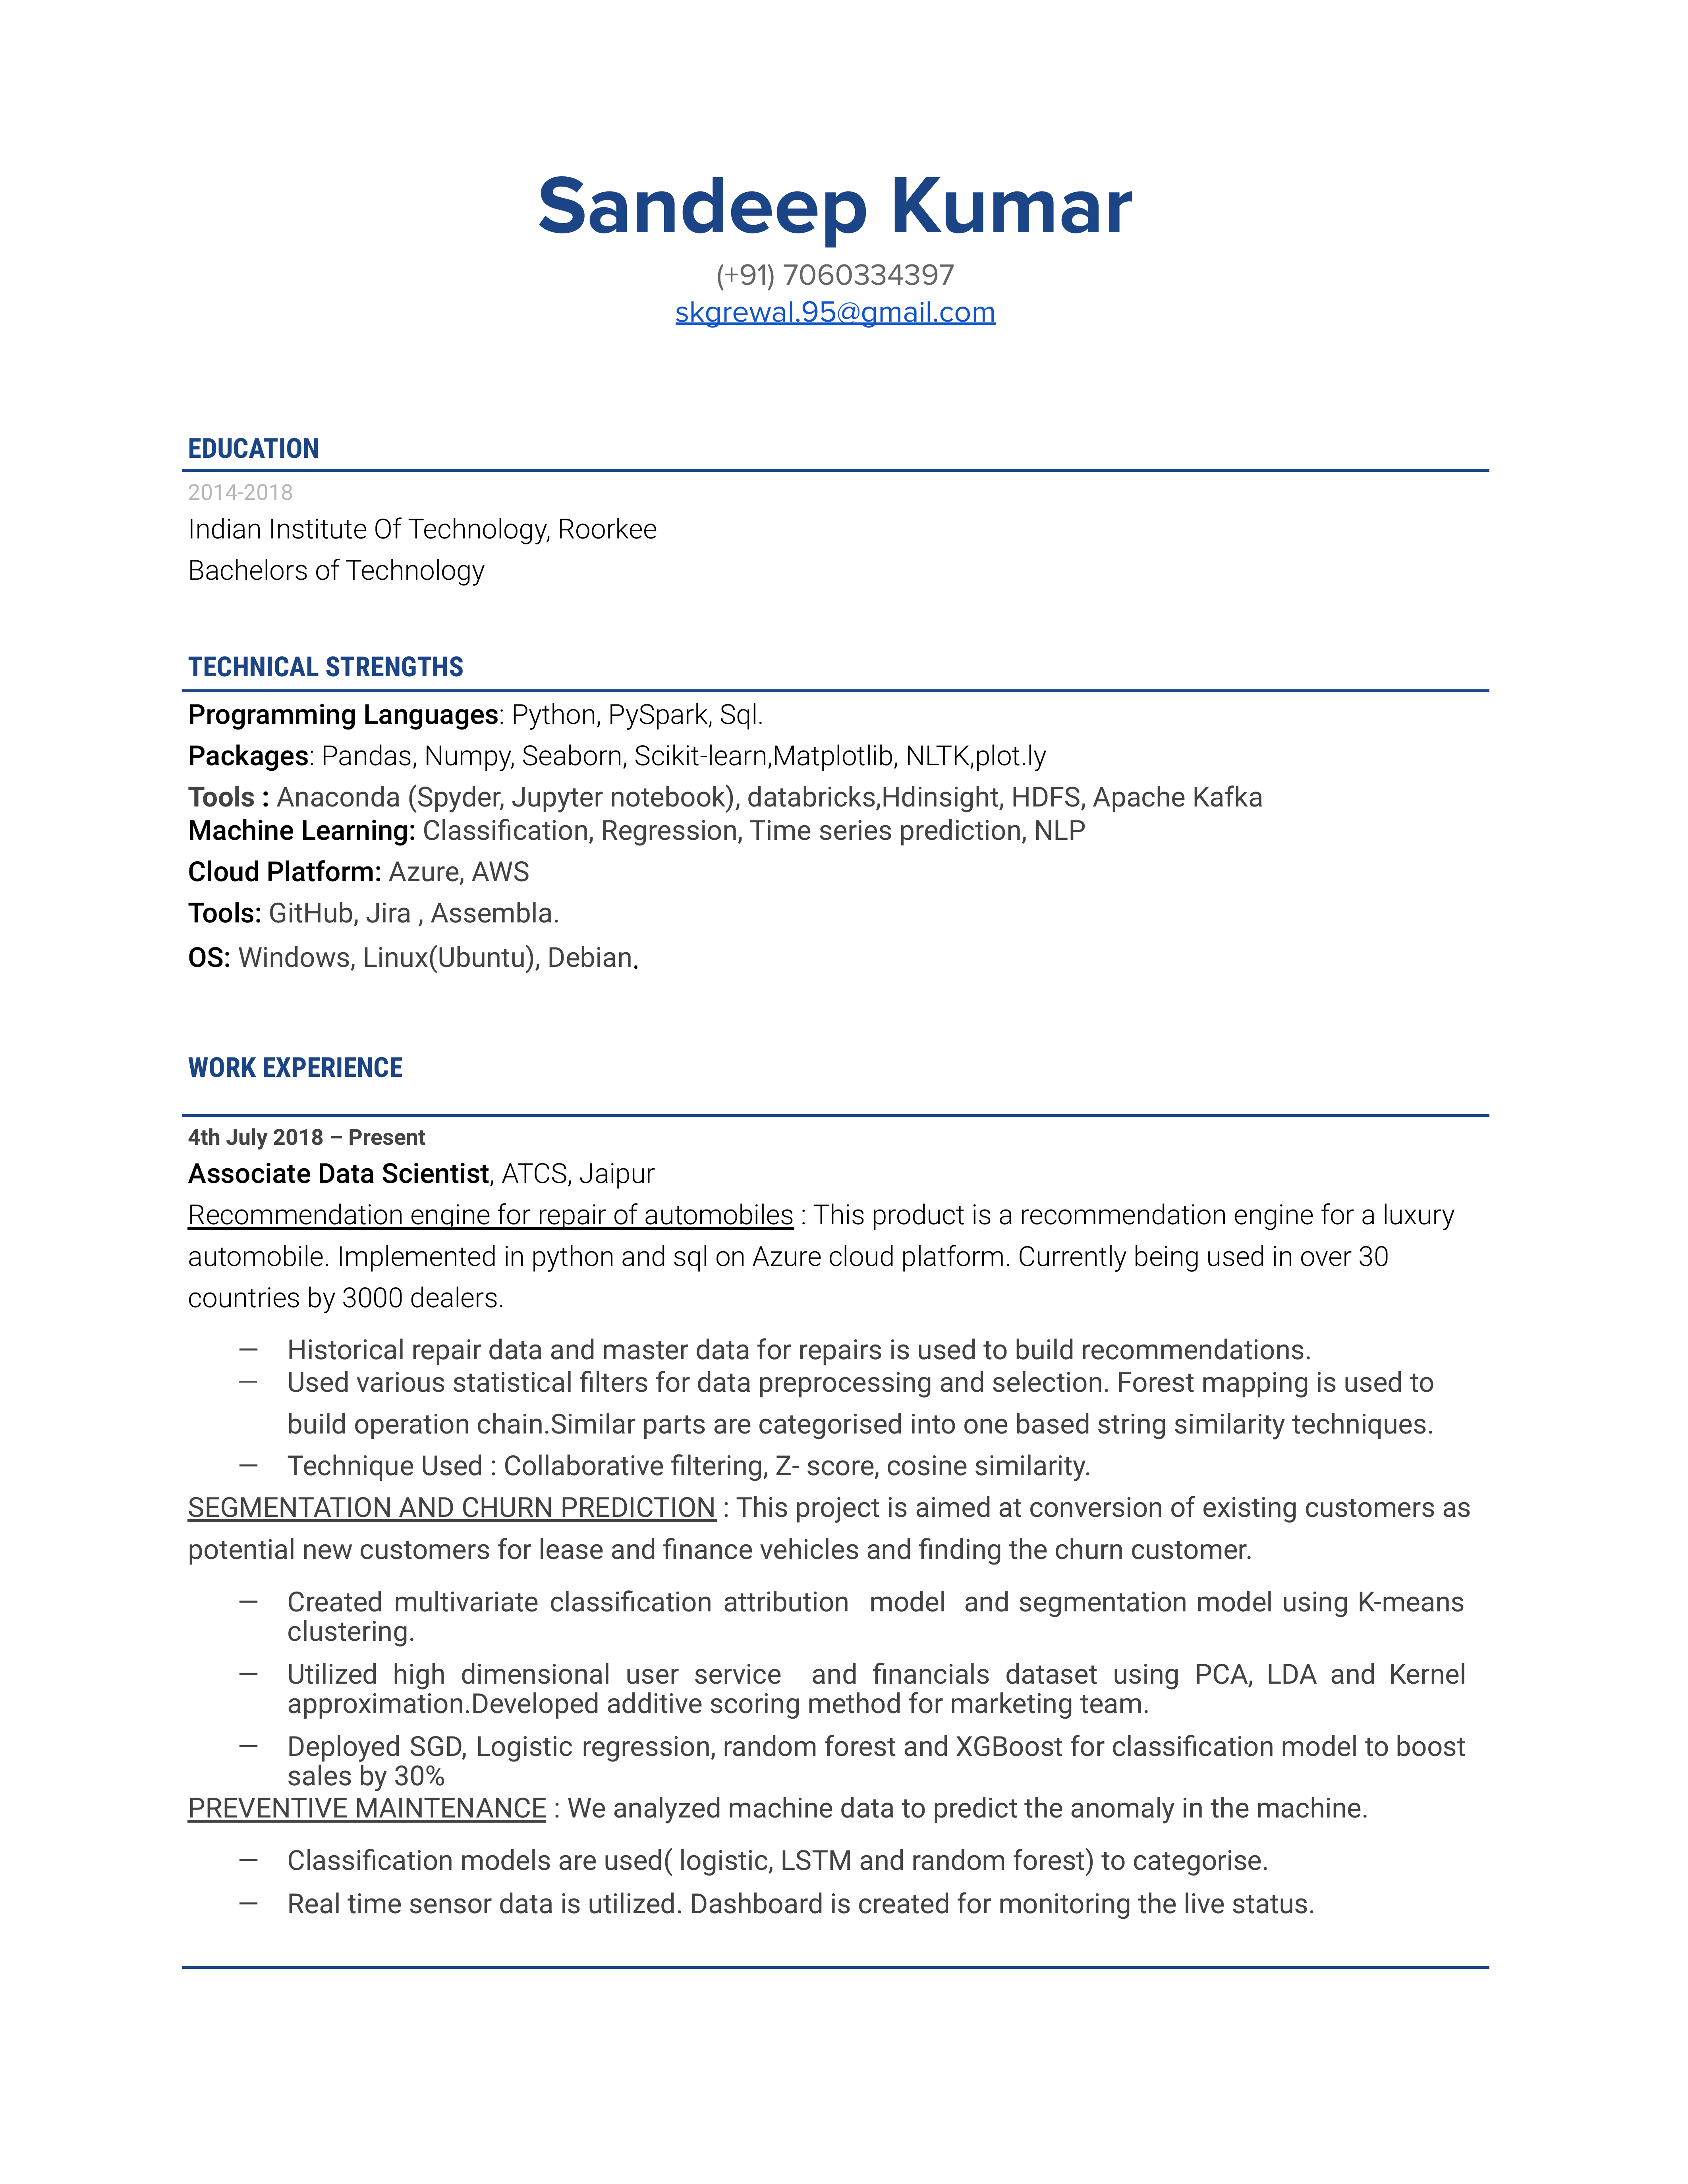 Sandeep Kumar
(+91) 7060334397
skgrewal.95@gmail.com
EDUCATION
2014-2018
Indian Institute Of Technology, Roorkee
Bachelors of Technology
TECHNICAL STRENGTHS
Programming Languages: Python, PySpark, Sql.
Packages: Pandas, Numpy, Seaborn, Scikit-learn,Matplotlib, NLTK,plot.ly
Tools : Anaconda (Spyder, Jupyter notebook), databricks,Hdinsight, HDFS, Apache Kafka
Machine Learning: Classification, Regression, Time series prediction, NLP
Cloud Platform: Azure, AWS
Tools: GitHub, Jira , Assembla.
OS: Windows, Linux(Ubuntu), Debian.
WORK EXPERIENCE
4th July 2018 – Present
Associate Data Scientist, ATCS, Jaipur
Recommendation engine for repair of automobiles : This product is a recommendation engine for a luxury
automobile. Implemented in python and sql on Azure cloud platform. Currently being used in over 30
countries by 3000 dealers.
— Historical repair data and master data for repairs is used to build recommendations.
— Used various statistical filters for data preprocessing and selection. Forest mapping is used to
build operation chain.Similar parts are categorised into one based string similarity techniques.
— Technique Used : Collaborative filtering, Z- score, cosine similarity.
SEGMENTATION AND CHURN PREDICTION : This project is aimed at conversion of existing customers as
potential new customers for lease and finance vehicles and finding the churn customer.
— Created multivariate classification attribution model and segmentation model using K-means
clustering.
— Utilized high dimensional user service and financials dataset using PCA, LDA and Kernel
approximation.Developed additive scoring method for marketing team.
— Deployed SGD, Logistic regression, random forest and XGBoost for classification model to boost
sales by 30%
PREVENTIVE MAINTENANCE : We analyzed machine data to predict the anomaly in the machine.
— Classification models are used( logistic, LSTM and random forest) to categorise.
— Real time sensor data is utilized. Dashboard is created for monitoring the live status.